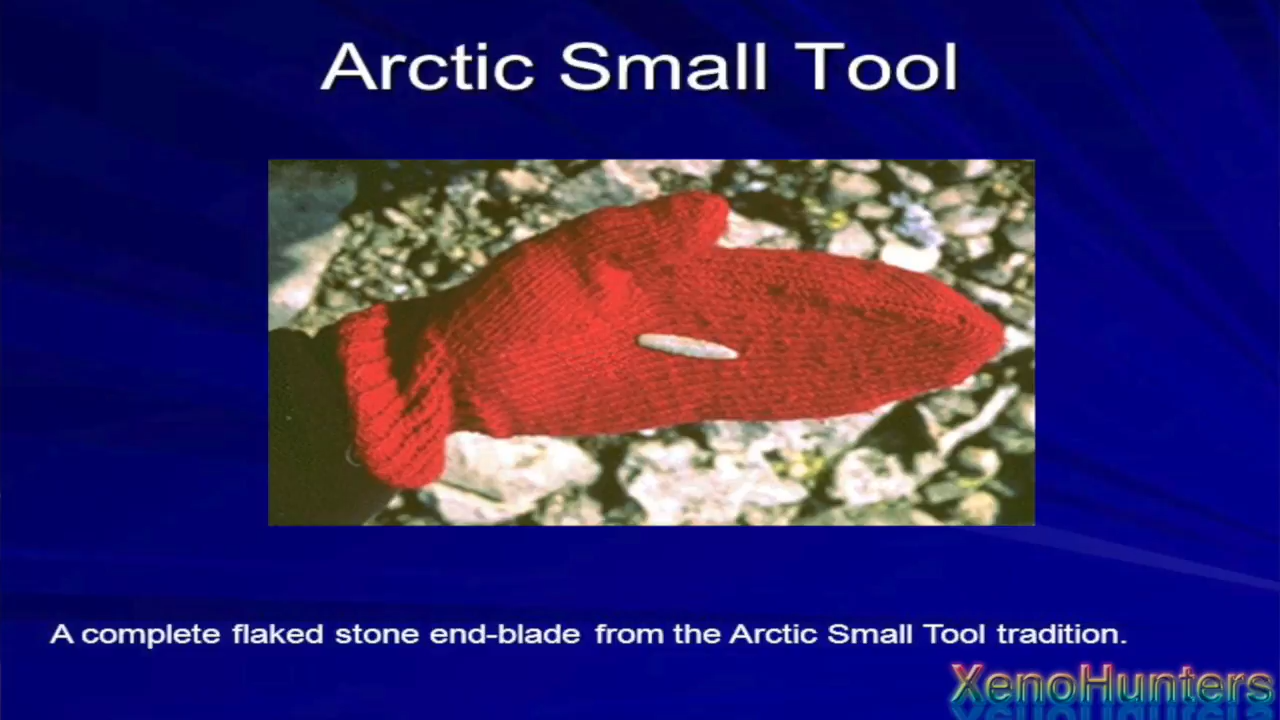 Arctic Small Tool
A complete flaked stone end-blade from the Arctic Small Tool tradition.
XenoHunters